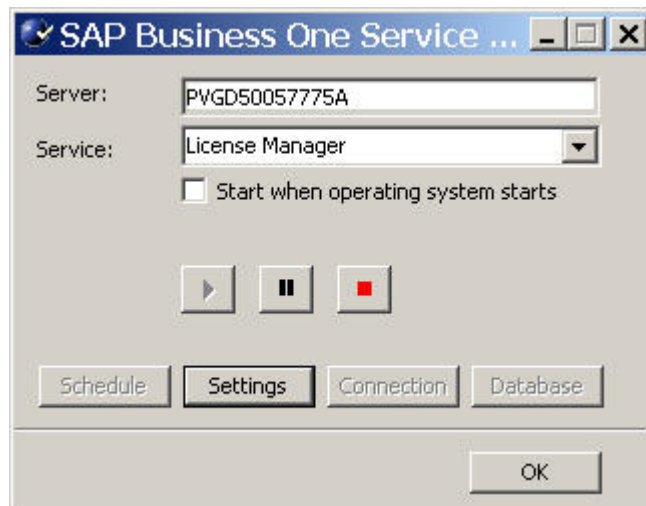 SAP Business One Service ...
Server: PVGD50057775A
Service: License Manager
Start when operating system starts
Schedule Settings Connection Database
OK